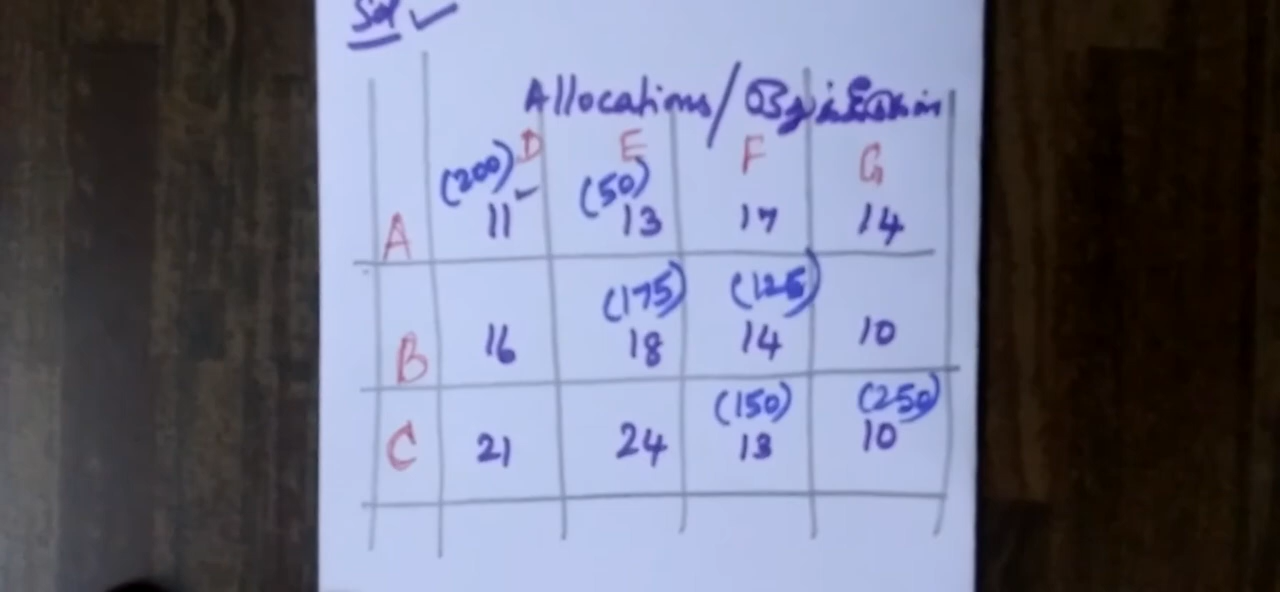 Sol
Allocations/
D E F G
(200) (50)
A 11 13 17 14
(175) (125)
B 16 18 14 10
(150) (250)
C 21 24 13 10